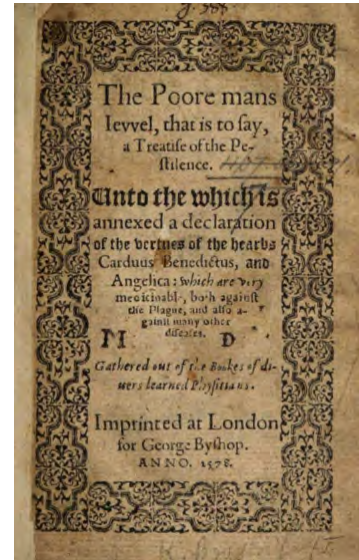 The Poore mans
Ievvel, that is to ſay,
a Treatiſe of the Pe-
ſtilence.
Unto the which is
annexed a declaration
of the vertues of the hearbs
Carduus Benedictus, and
Angelica: which are very
medicinable, both againſt
the Plague, and alſo a-
gainſt many other
diſeaſes.
Gathered out of the Bookes of di-
uers learned Phyſitians.
Imprinted at London
for George Byſhop.
ANNO. 1578.